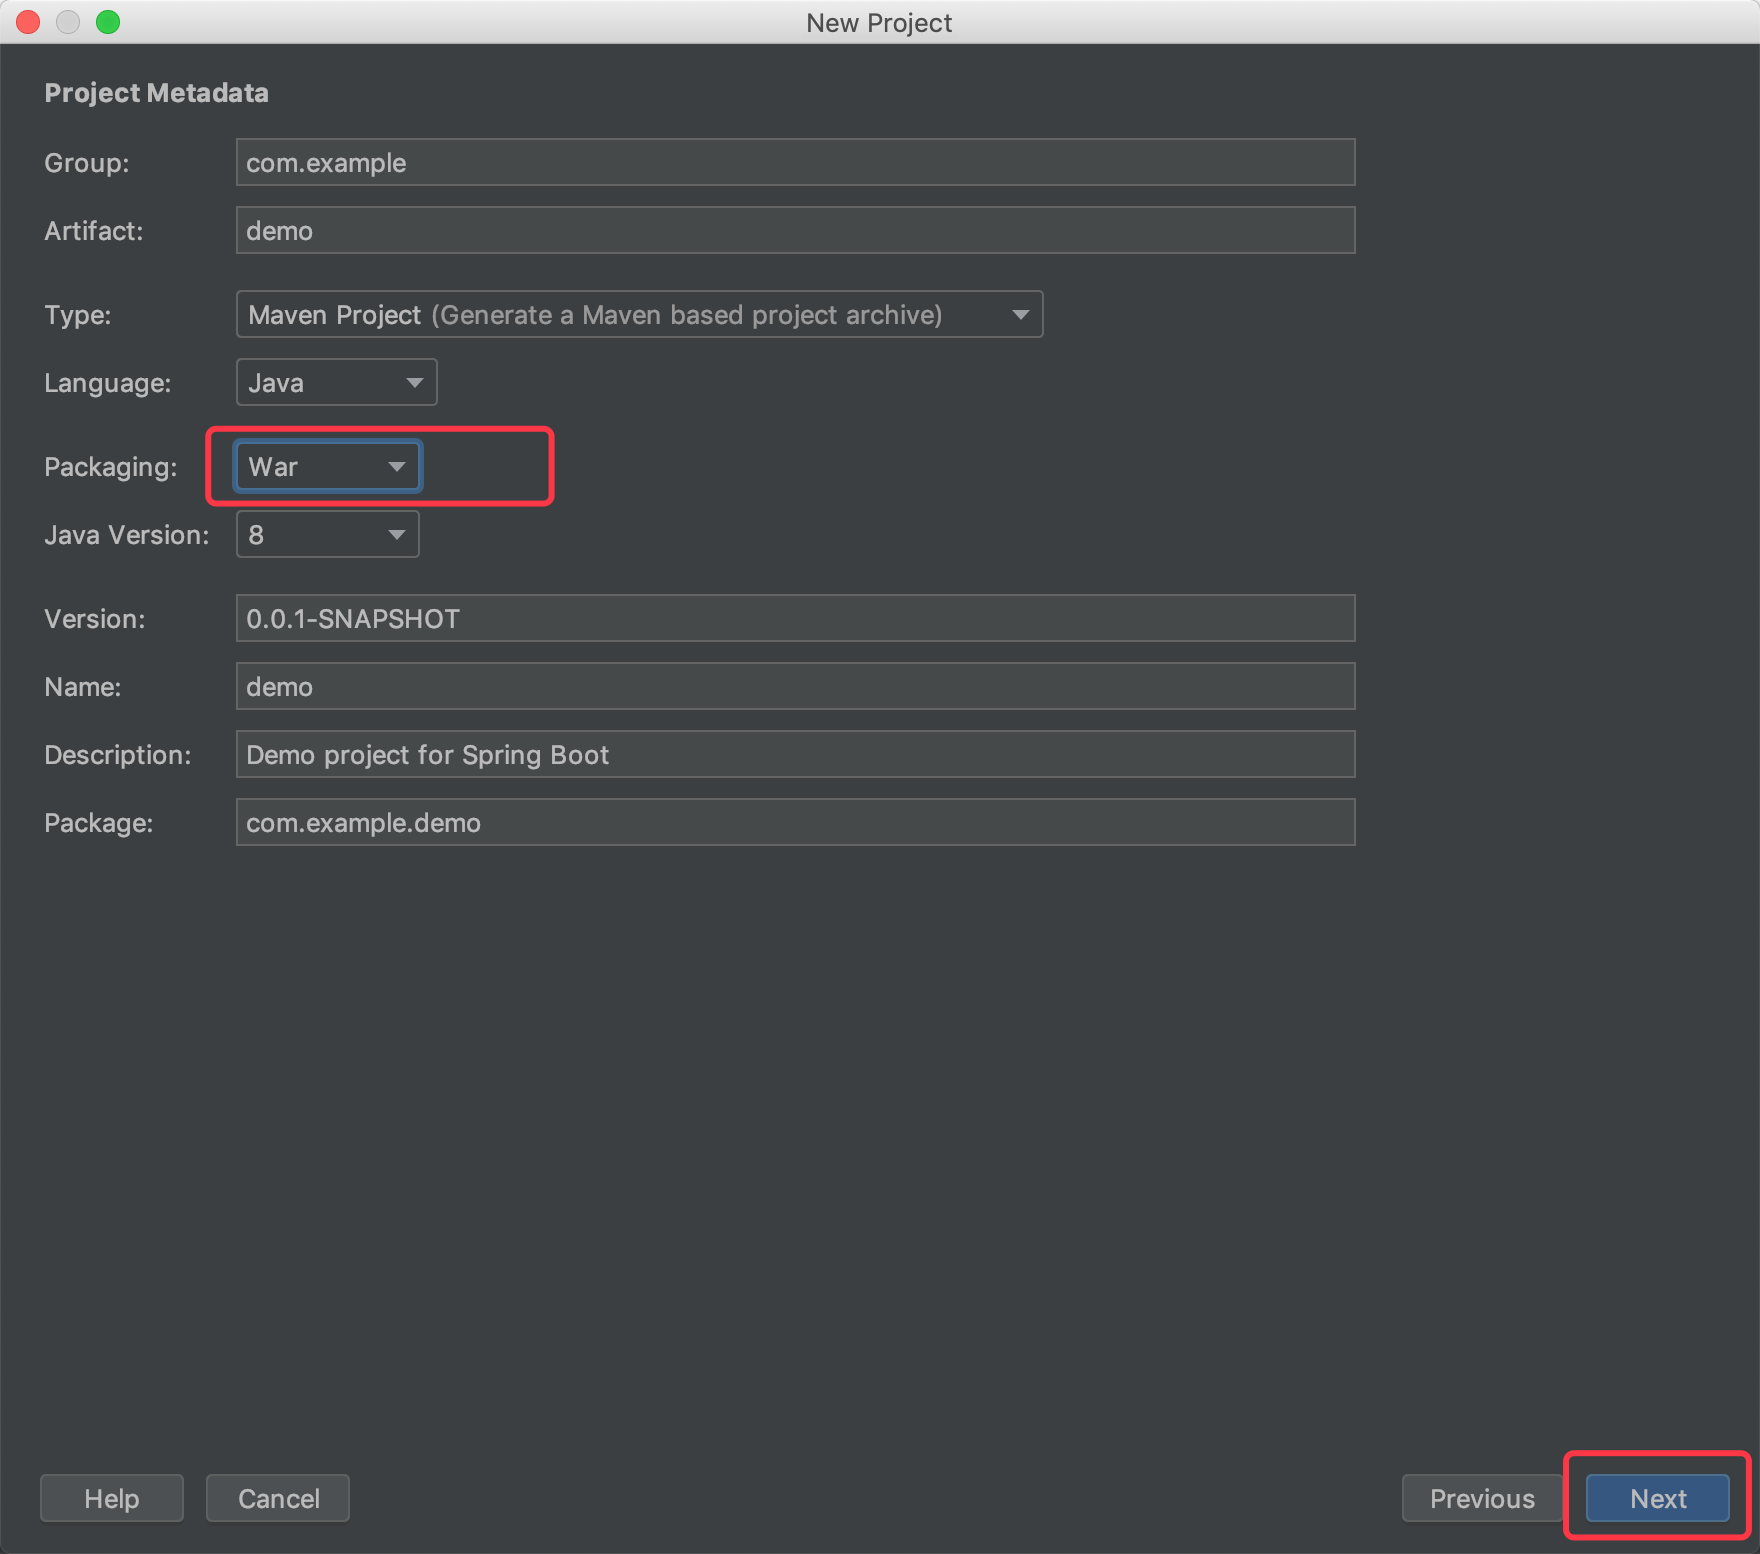 New Project
Project Metadata
Group: com.example
Artifact: demo
Type: Maven Project (Generate a Maven based project archive)
Language: Java
Packaging: War
Java Version: 8
Version: 0.0.1-SNAPSHOT
Name: demo
Description: Demo project for Spring Boot
Package: com.example.demo
Help Cancel Previous Next